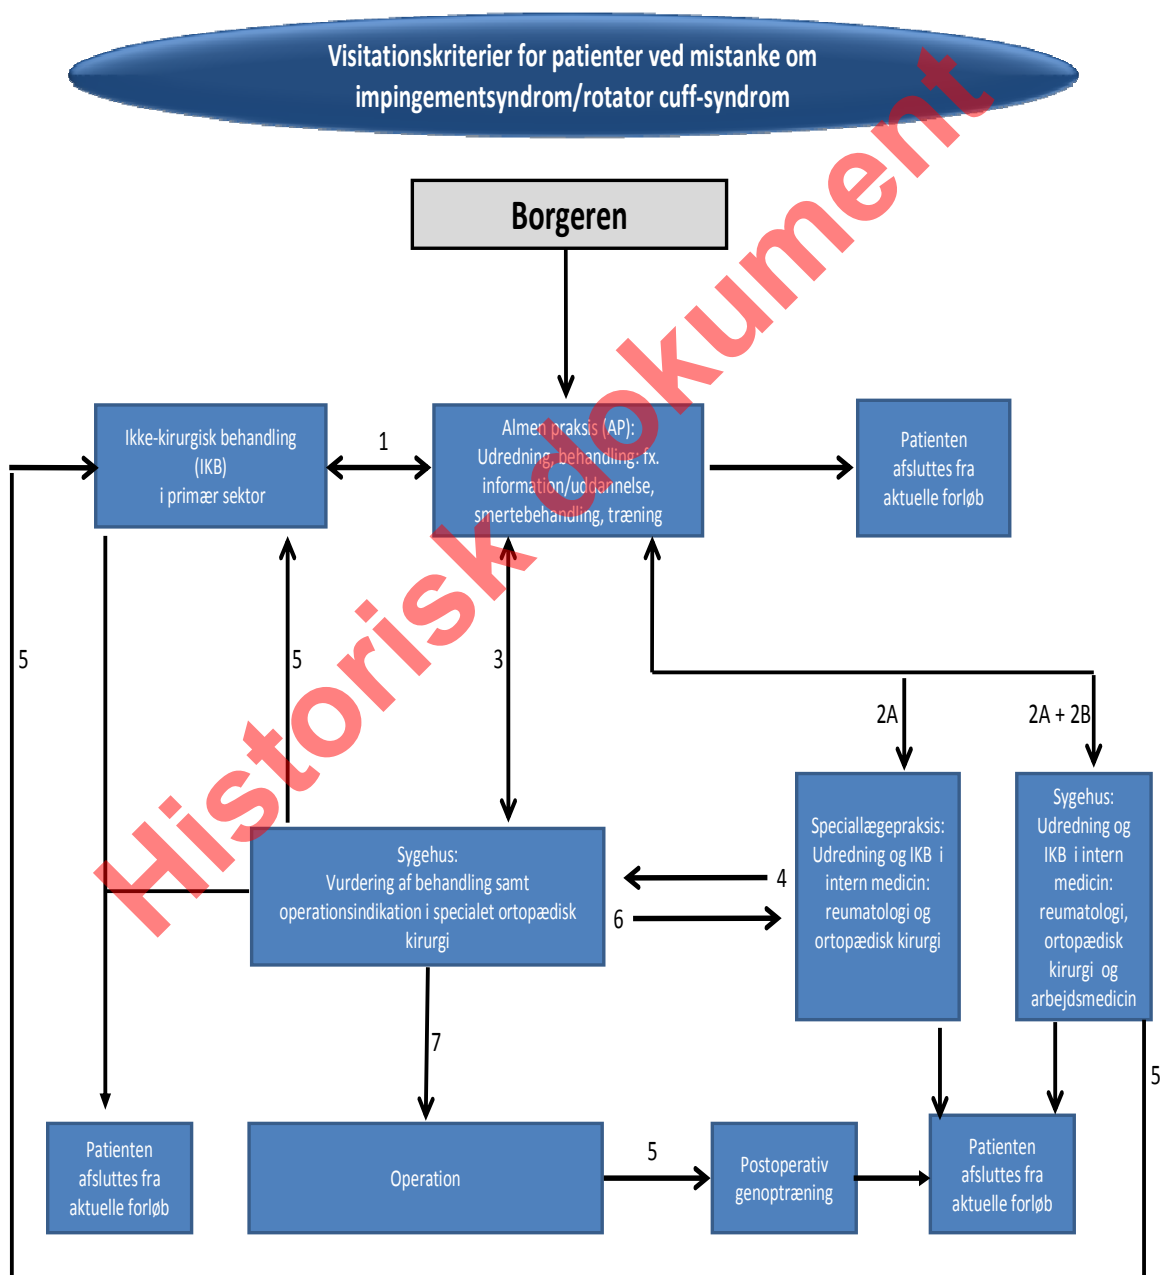 Visitationskriterier for patienter ved mistanke om
impingementsyndrom/rotator cuff-syndrom
Borgeren
Ikke-kirurgisk behandling
(IKB)
i primær sektor
1
Almen praksis (AP):
Udredning, behandling: fx.
information/uddannelse,
smertebehandling, træning
Patienten
afsluttes fra
aktuelle forløb
5
5
3
2A
2A + 2B
Sygehus:
Vurdering af behandling samt
operationsindikation i specialet ortopædisk
kirurgi
4
6
Speciallægepraksis:
Udredning og IKB i
intern medicin:
reumatologi og
ortopædisk kirurgi
Sygehus:
Udredning og
IKB i intern
medicin:
reumatologi,
ortopædisk
kirurgi og
arbejdsmedicin
7
5
Patienten
afsluttes fra
aktuelle forløb
Operation
5
Postoperativ
genoptræning
Patienten
afsluttes fra
aktuelle forløb
Historisk dokument